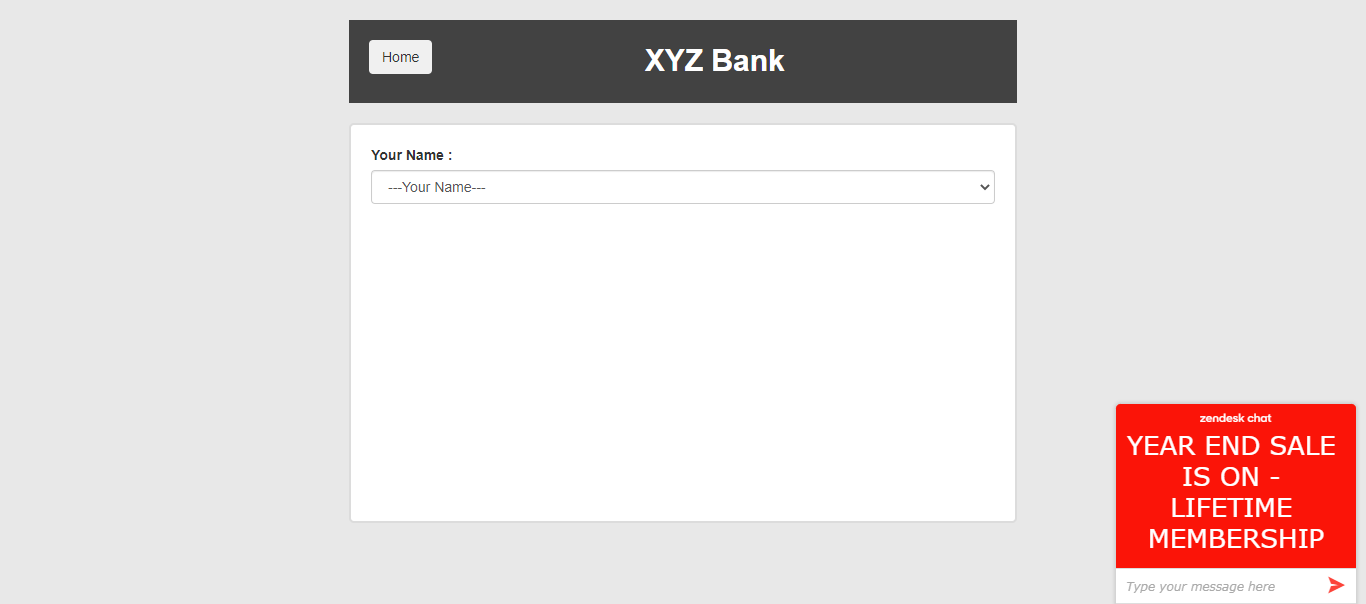 Home
XYZ Bank
Your Name :
---Your Name---
zendesk chat
YEAR END SALE
IS ON -
LIFETIME
MEMBERSHIP
Type your message here